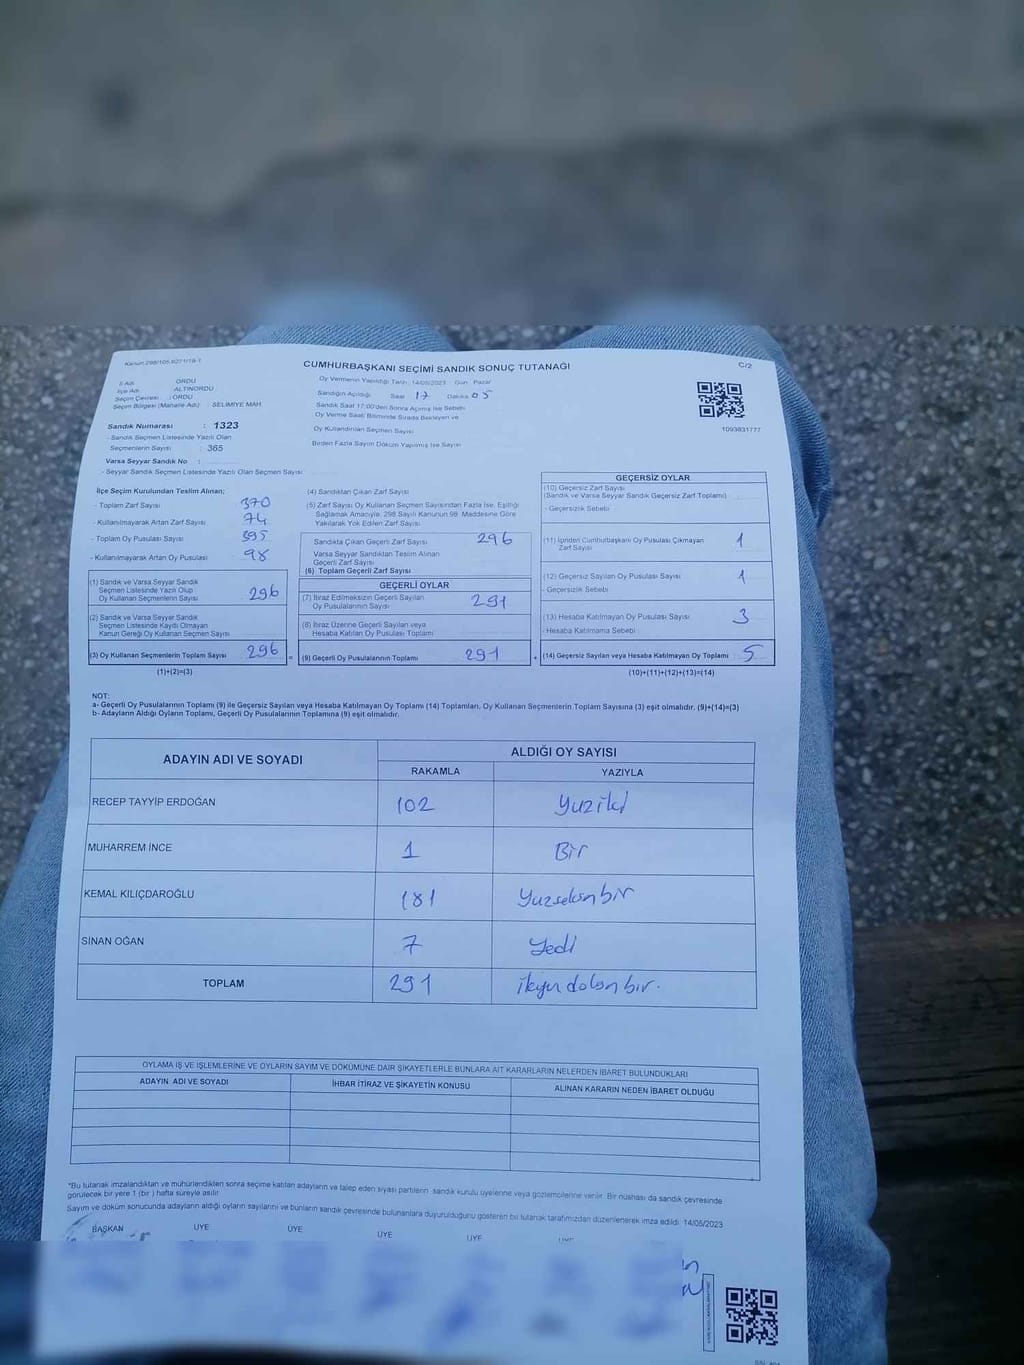 Kanun:298/105,6271/18-1
CUMHURBAŞKANI SEÇİMİ SANDIK SONUÇ TUTANAĞI
C/2
İl Adı : ORDU
İlçe Adı : ALTINORDU
Seçim Çevresi : ORDU
Seçim Bölgesi (Mahalle Adı) : SELİMİYE MAH.
Sandık Numarası : 1323
- Sandık Seçmen Listesinde Yazılı Olan
Seçmenlerin Sayısı : 365
Varsa Seyyar Sandık No :
- Seyyar Sandık Seçmen Listesinde Yazılı Olan Seçmen Sayısı:
Oy Vermenin Yapıldığı Tarih : 14/05/2023 Gün : Pazar
Sandığın Açıldığı Saat 17 Dakika 05
Sandık Saat 17:00'den Sonra Açılmış İse Sebebi
Oy Verme Saati Bitiminde Sırada Bekleyen ve
Oy Kullandırılan Seçmen Sayısı
Birden Fazla Sayım Döküm Yapılmış İse Sayısı
1093831777
İlçe Seçim Kurulundan Teslim Alınan;
- Toplam Zarf Sayısı 370
- Kullanılmayarak Artan Zarf Sayısı 74
- Toplam Oy Pusulası Sayısı 395
- Kullanılmayarak Artan Oy Pusulası 98
(1) Sandık ve Varsa Seyyar Sandık
Seçmen Listesinde Yazılı Olup
Oy Kullanan Seçmenlerin Sayısı 296
(2) Sandık ve Varsa Seyyar Sandık
Seçmen Listesinde Kaydı Olmayan
Kanun Gereği Oy Kullanan Seçmen Sayısı
(3) Oy Kullanan Seçmenlerin Toplam Sayısı 296 =
(1)+(2)=(3)
(4) Sandıktan Çıkan Zarf Sayısı
(5) Zarf Sayısı Oy Kullanan Seçmen Sayısından Fazla İse, Eşitliği
Sağlamak Amacıyla, 298 Sayılı Kanunun 98. Maddesine Göre
Yakılarak Yok Edilen Zarf Sayısı
Sandıkta Çıkan Geçerli Zarf Sayısı 296
Varsa Seyyar Sandıktan Teslim Alınan
Geçerli Zarf Sayısı
(6) Toplam Geçerli Zarf Sayısı
GEÇERLİ OYLAR
(7) İtiraz Edilmeksizin Geçerli Sayılan
Oy Pusulalarının Sayısı 291
(8) İtiraz Üzerine Geçerli Sayılan veya
Hesaba Katılan Oy Pusulası Toplamı
(9) Geçerli Oy Pusulalarının Toplamı 291 +
GEÇERSİZ OYLAR
(10) Geçersiz Zarf Sayısı
(Sandık ve Varsa Seyyar Sandık Geçersiz Zarf Toplamı)
- Geçersizlik Sebebi
(11) İçinden Cumhurbaşkanı Oy Pusulası Çıkmayan
Zarf Sayısı 1
(12) Geçersiz Sayılan Oy Pusulası Sayısı 1
- Geçersizlik Sebebi
(13) Hesaba Katılmayan Oy Pusulası Sayısı 3
- Hesaba Katılmama Sebebi
(14) Geçersiz Sayılan veya Hesaba Katılmayan Oy Toplamı : 5
(10)+(11)+(12)+(13)=(14)
NOT:
a- Geçerli Oy Pusulalarının Toplamı (9) ile Geçersiz Sayılan veya Hesaba Katılmayan Oy Toplamı (14) Toplamları, Oy Kullanan Seçmenlerin Toplam Sayısına (3) eşit olmalıdır. (9)+(14)=(3)
b- Adayların Aldığı Oyların Toplamı, Geçerli Oy Pusulalarının Toplamına (9) eşit olmalıdır.
ADAYIN ADI VE SOYADI
ALDIĞI OY SAYISI
RAKAMLA YAZIYLA
RECEP TAYYİP ERDOĞAN 102 Yüziki
MUHARREM İNCE 1 Bir
KEMAL KILIÇDAROĞLU 181 Yüzseksenbir
SİNAN OĞAN 7 Yedi
TOPLAM 291 ikiyüzdoksanbir.
OYLAMA İŞ VE İŞLEMLERİNE VE OYLARIN SAYIM VE DÖKÜMÜNE DAİR ŞİKAYETLERLE BUNLARA AİT KARARLARIN NELERDEN İBARET BULUNDUKLARI
ADAYIN ADI VE SOYADI İHBAR İTİRAZ VE ŞİKAYETİN KONUSU ALINAN KARARIN NEDEN İBARET OLDUĞU
*Bu tutanak imzalandıktan ve mühürlendikten sonra seçime katılan adayların ve talep eden siyasi partilerin sandık kurulu üyelerine veya gözlemcilerine verilir. Bir nüshası da sandık çevresinde
görülecek bir yere 1 (bir) hafta süreyle asılır.
Sayım ve döküm sonucunda adayların aldığı oyların sayılarını ve bunların sandık çevresinde bulunanlara duyurulduğunu gösteren bu tutanak tarafımızdan düzenlenerek imza edildi. 14/05/2023
BAŞKAN ÜYE ÜYE ÜYE ÜYE ÜYE